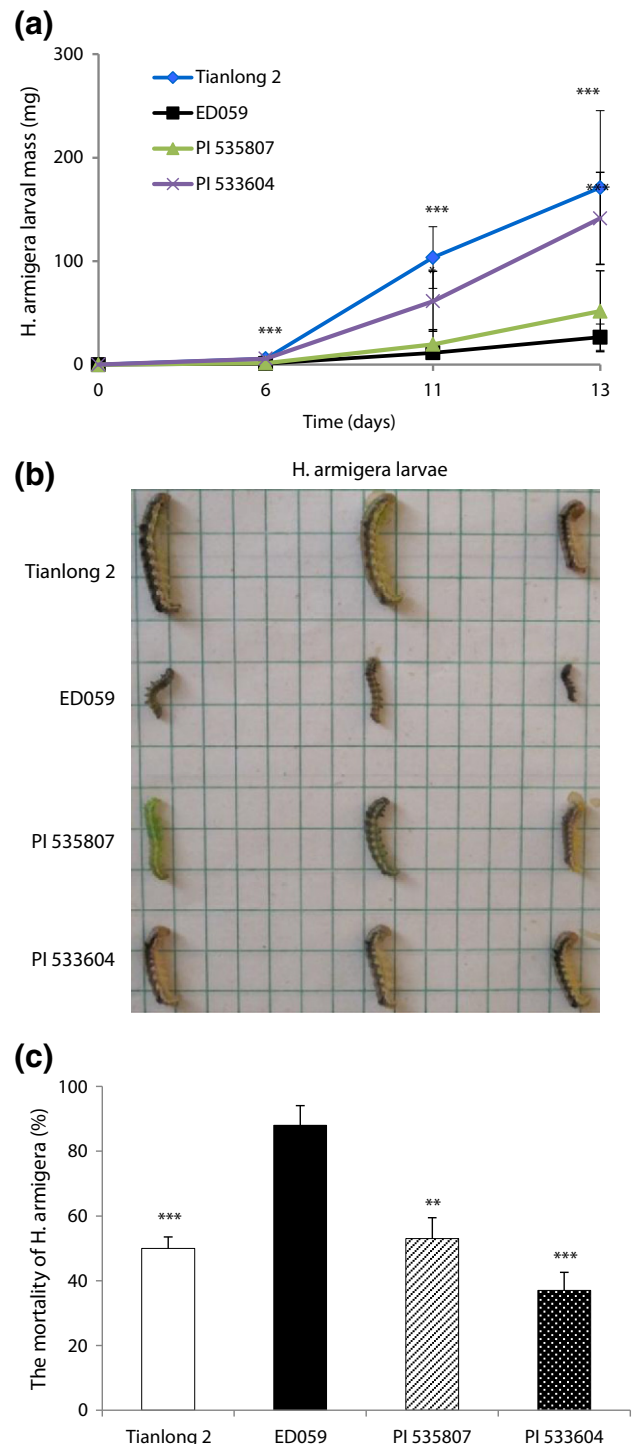 (a)
300
200
100
0
H. armigera larval mass (mg)
Tianlong 2
ED059
PI 535807
PI 533604
***
***
***
***
*
0 6 11 13
Time (days)
(b)
H. armigera larvae
Tianlong 2
ED059
PI 535807
PI 533604
(c)
100
80
60
40
20
0
The mortality of H. armigera (%)
***
**
***
Tianlong 2 ED059 PI 535807 PI 533604